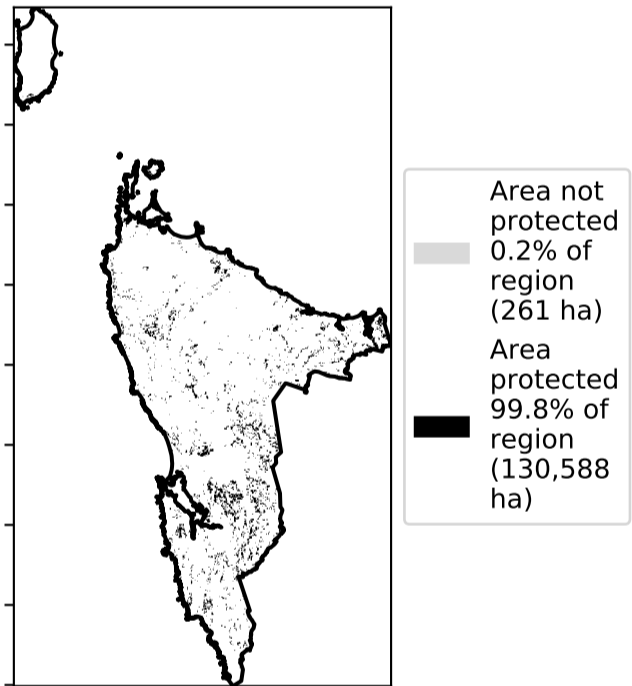 Area not
protected
0.2% of
region
(261 ha)
Area
protected
99.8% of
region
(130,588
ha)